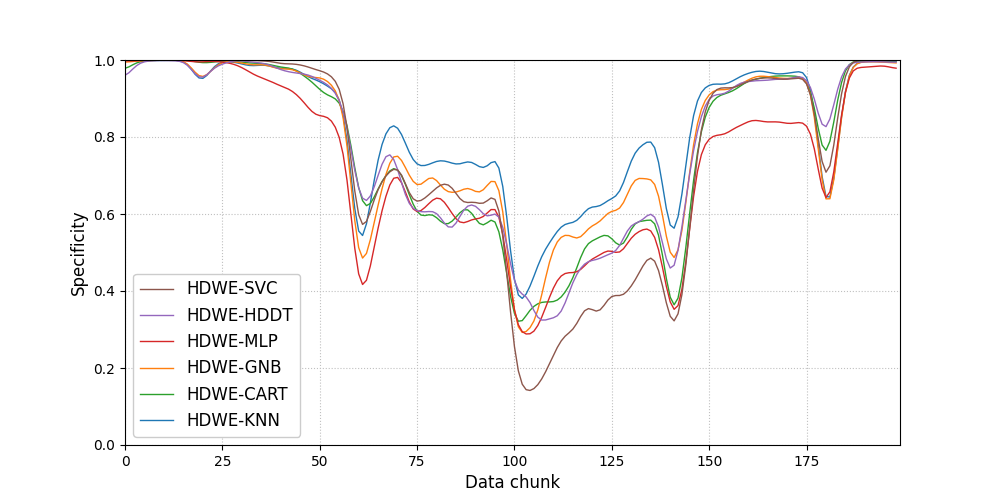 1.0
0.8
0.6
0.4
0.2
0.0
Specificity
HDWE-SVC
HDWE-HDDT
HDWE-MLP
HDWE-GNB
HDWE-CART
HDWE-KNN
0 25 50 75 100 125 150 175
Data chunk